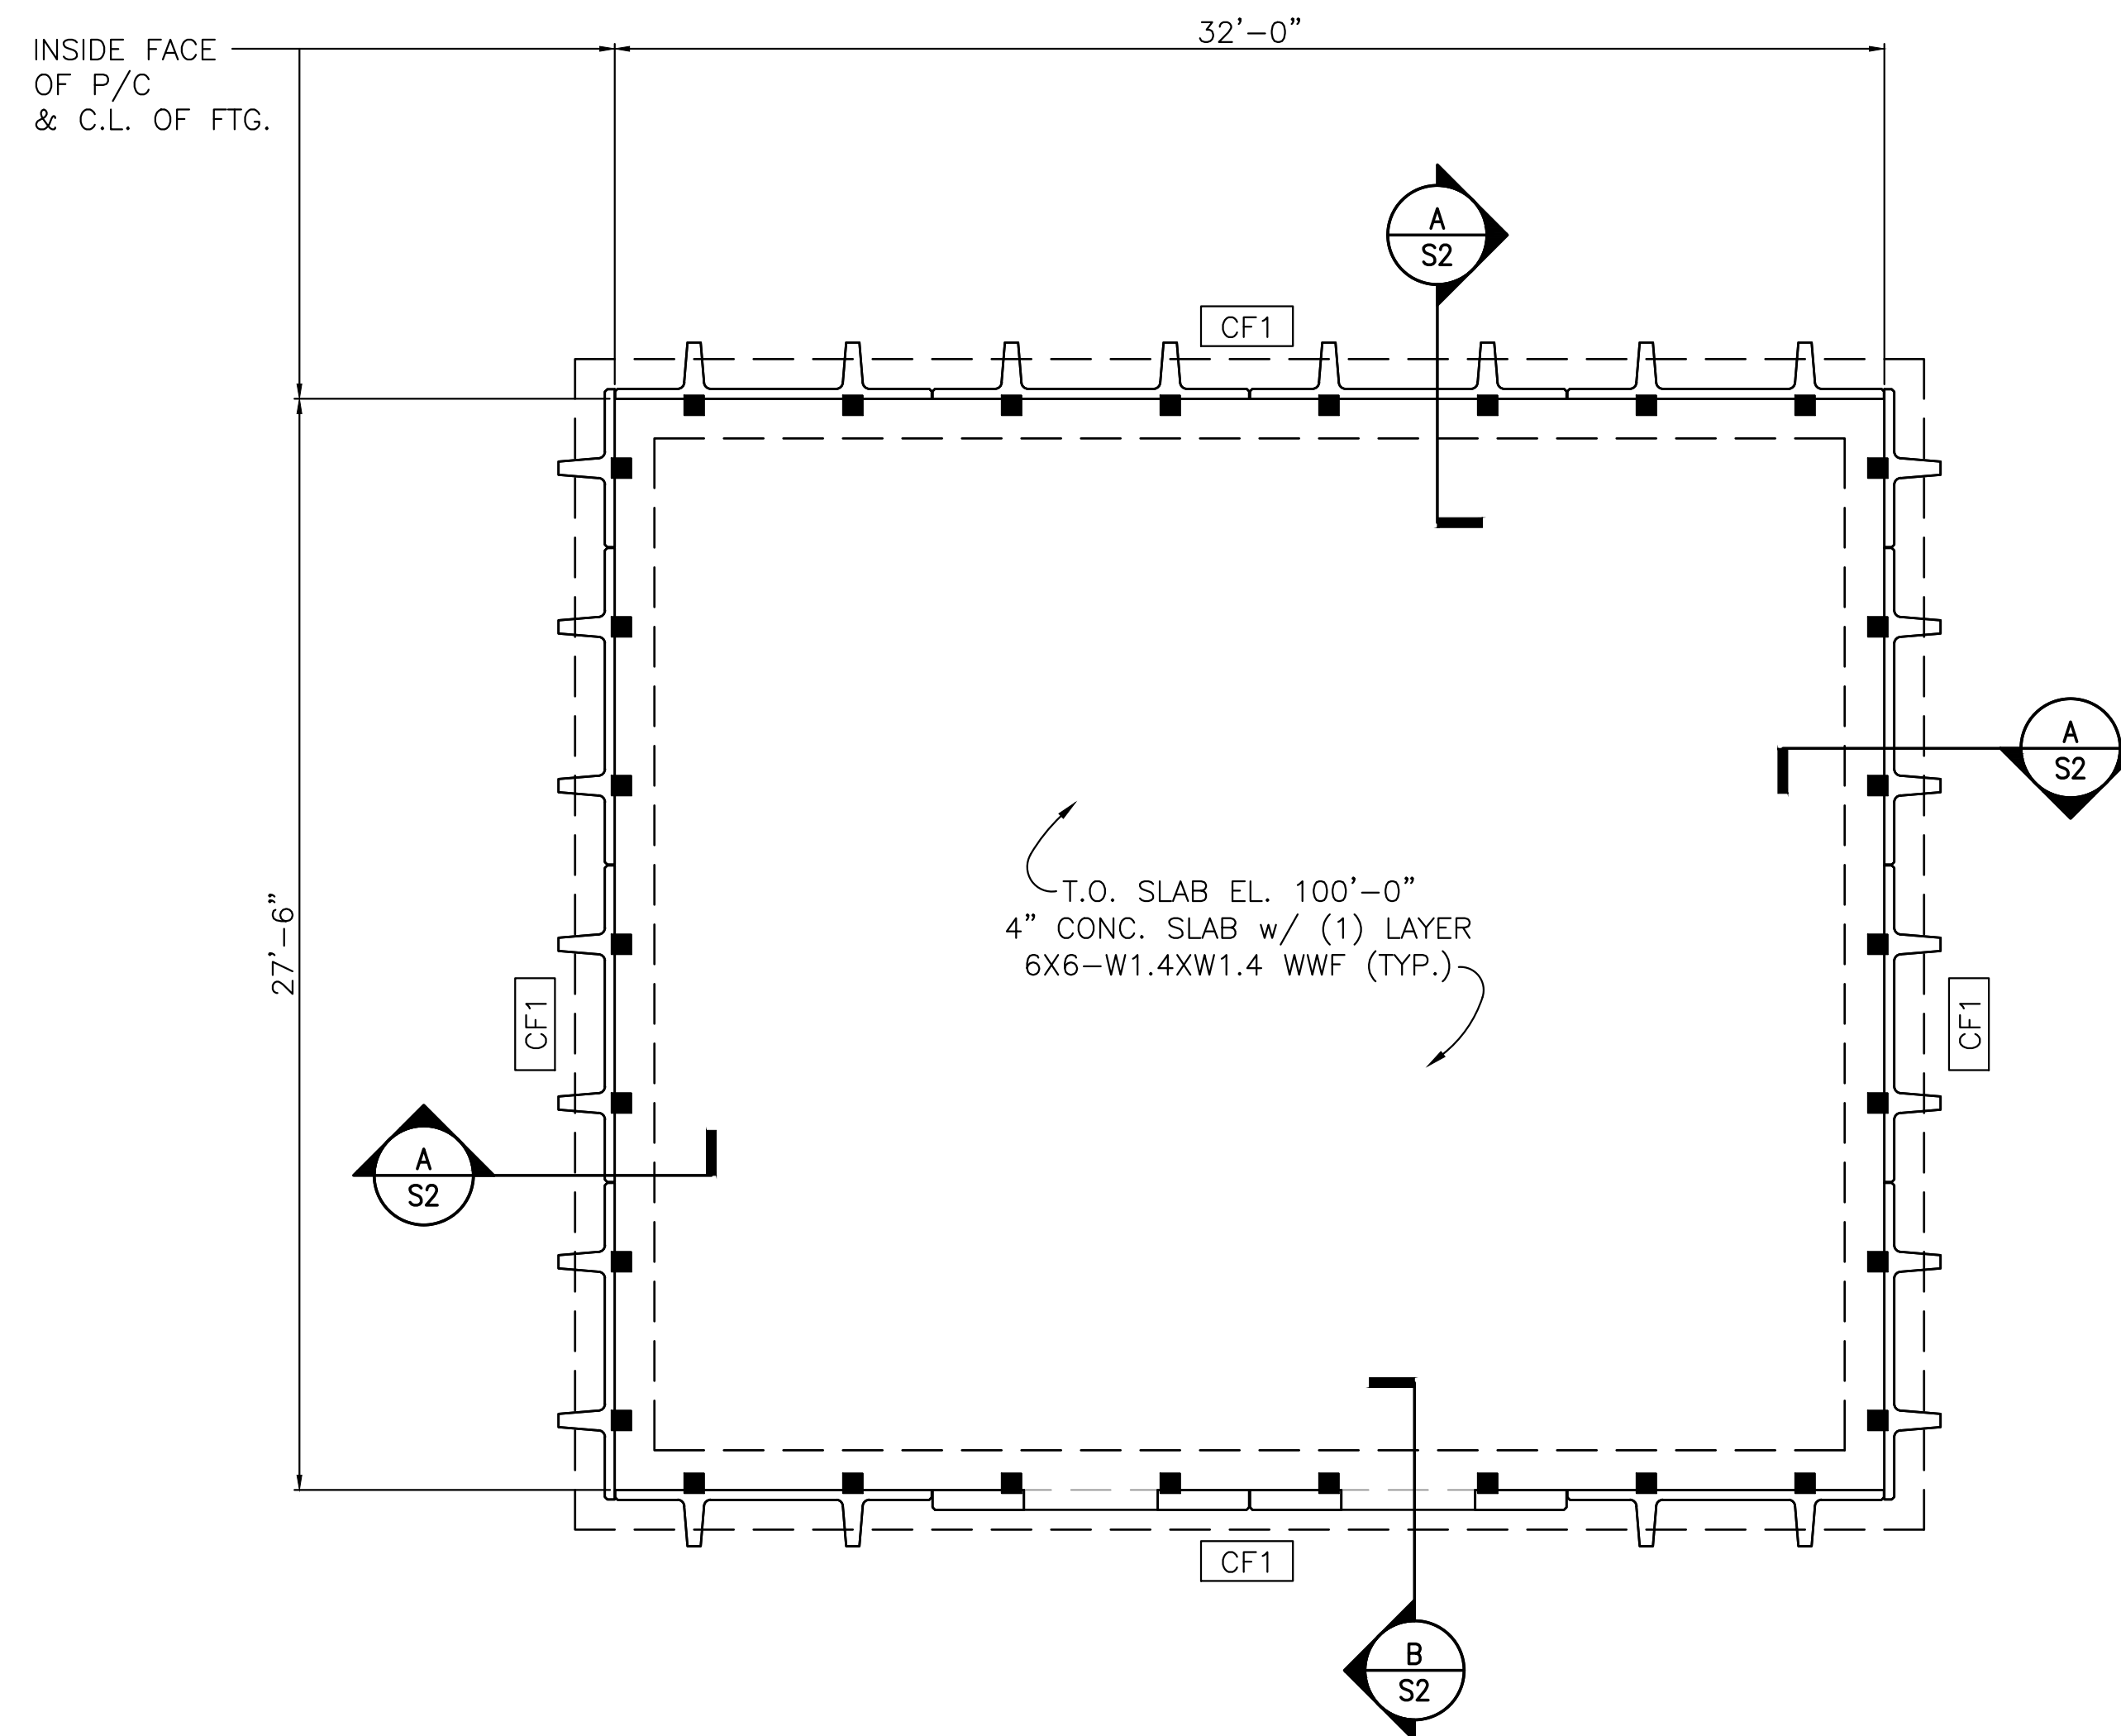 32'-0"
INSIDE FACE
OF P/C
& C.L. OF FTG.
A
S2
CF1
A
S2
T.O. SLAB EL. 100'-0"
4" CONC. SLAB w/ (1) LAYER
6X6-W1.4XW1.4 WWF (TYP.)
27'-6"
CF1
CF1
A
S2
CF1
B
S2